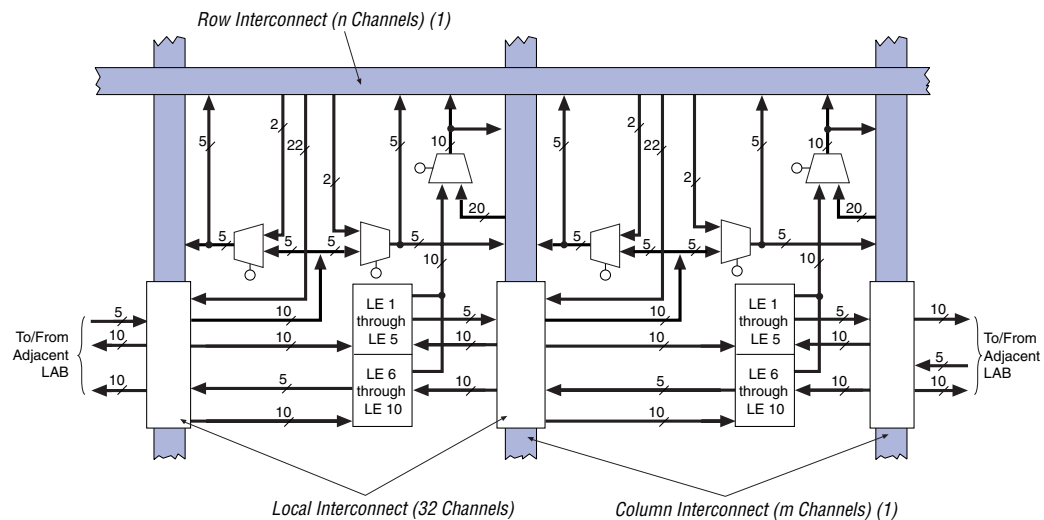 Row Interconnect (n Channels) (1)
5
2
22
2
5
10
20
5
5
5
5
10
5
2
22
2
5
10
20
5
5
5
5
10
5
10
10
To/From
Adjacent
LAB
10
10
5
10
LE 1
through
LE 5
LE 6
through
LE 10
5
10
10
10
10
5
10
LE 1
through
LE 5
LE 6
through
LE 10
5
10
10
10
5
10
To/From
Adjacent
LAB
Local Interconnect (32 Channels)
Column Interconnect (m Channels) (1)